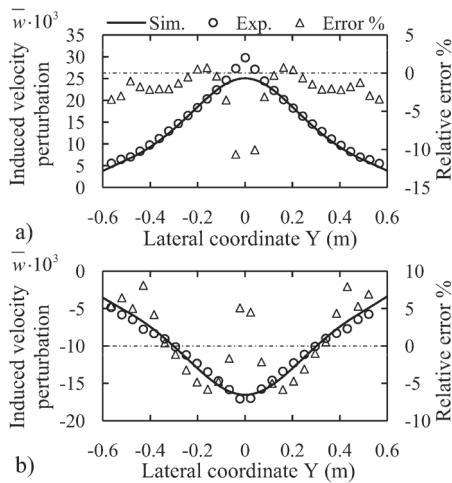 w̅·10³
Sim. Exp. Error %
35
30
25
20
15
10
5
0
Induced velocity
perturbation
5
0
-5
-10
-15
Relative error %
-0.6 -0.4 -0.2 0 0.2 0.4 0.6
a) Lateral coordinate Y (m)
w̅·10³
0
-5
-10
-15
-20
Induced velocity
perturbation
10
5
0
-5
-10
Relative error %
-0.6 -0.4 -0.2 0 0.2 0.4 0.6
b) Lateral coordinate Y (m)